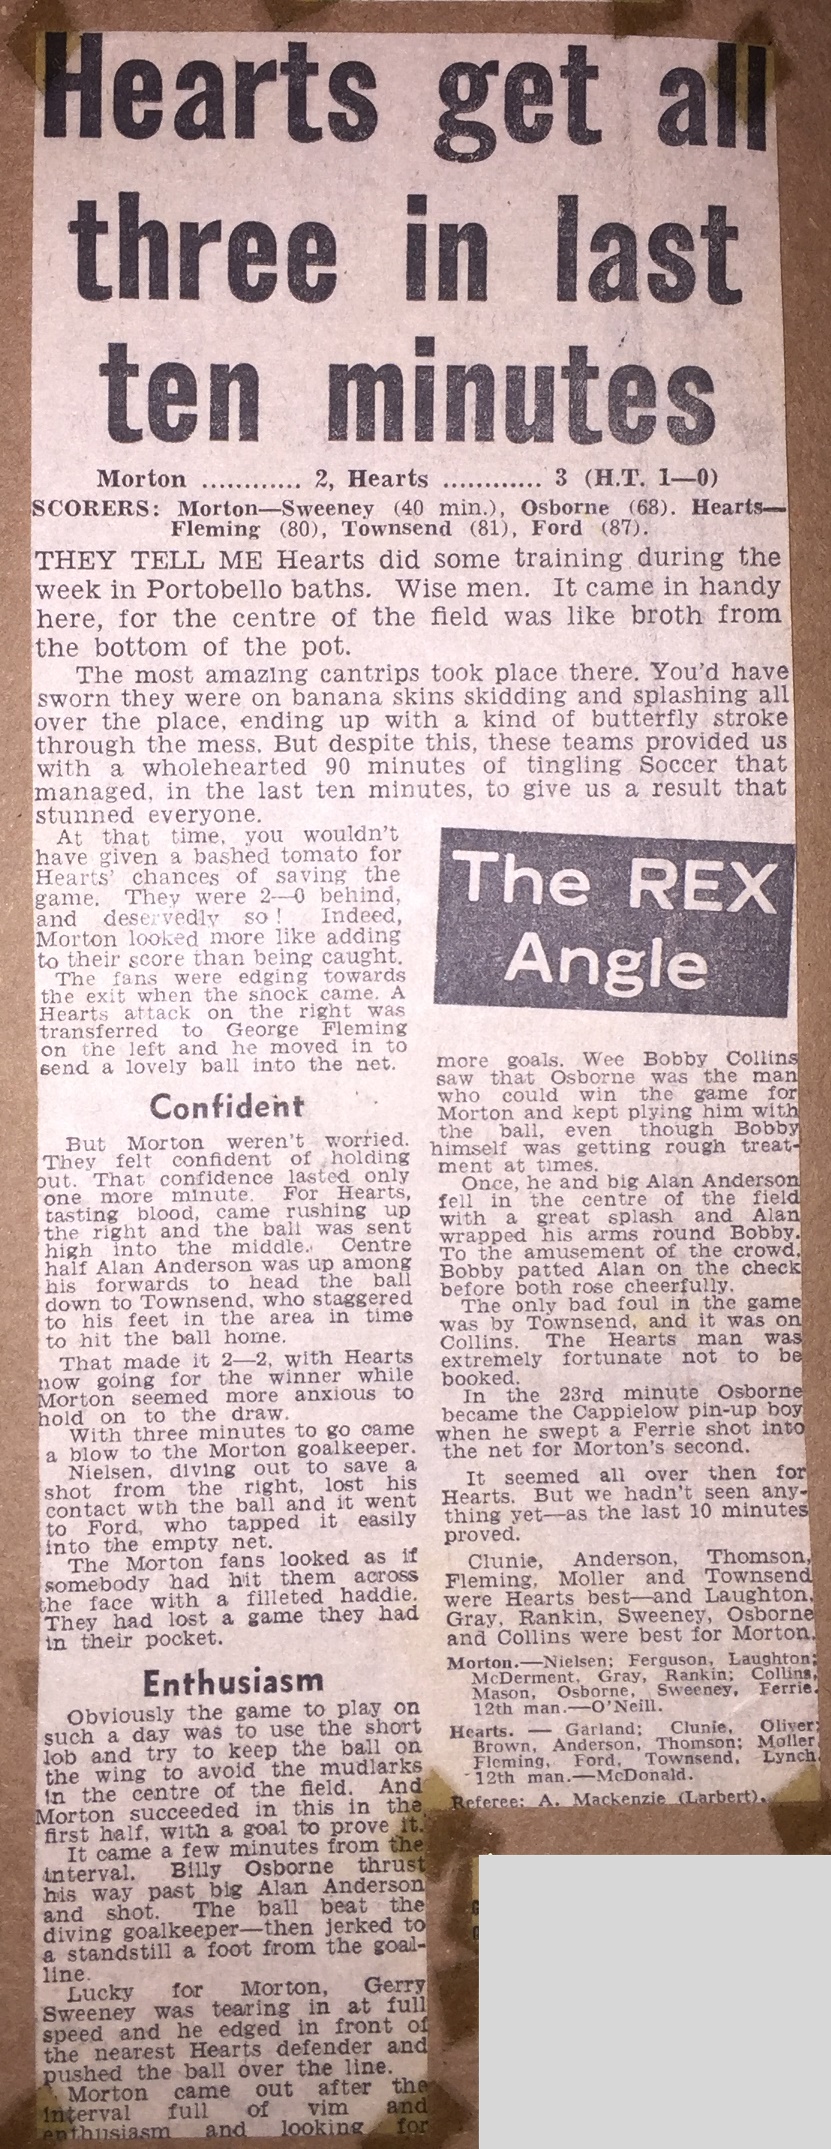 Hearts get all
three in last
ten minutes
Morton ............ 2, Hearts ............ 3 (H.T. 1—0)
SCORERS: Morton—Sweeney (40 min.), Osborne (68). Hearts—
Fleming (80), Townsend (81), Ford (87).
THEY TELL ME Hearts did some training during the
week in Portobello baths. Wise men. It came in handy
here, for the centre of the field was like broth from
the bottom of the pot.
The most amazing cantrips took place there. You'd have
sworn they were on banana skins skidding and splashing all
over the place, ending up with a kind of butterfly stroke
through the mess. But despite this, these teams provided us
with a wholehearted 90 minutes of tingling Soccer that
managed, in the last ten minutes, to give us a result that
stunned everyone.
At that time, you wouldn't
have given a bashed tomato for
Hearts' chances of saving the
game. They were 2—0 behind,
and deservedly so! Indeed,
Morton looked more like adding
to their score than being caught.
The fans were edging towards
the exit when the shock came. A
Hearts attack on the right was
transferred to George Fleming
on the left and he moved in to
send a lovely ball into the net.
Confident
But Morton weren't worried.
They felt confident of holding
out. That confidence lasted only
one more minute. For Hearts,
tasting blood, came rushing up
the right and the ball was sent
high into the middle. Centre
half Alan Anderson was up among
his forwards to head the ball
down to Townsend, who staggered
to his feet in the area in time
to hit the ball home.
That made it 2—2, with Hearts
now going for the winner while
Morton seemed more anxious to
hold on to the draw.
With three minutes to go came
a blow to the Morton goalkeeper.
Nielsen, diving out to save a
shot from the right, lost his
contact wth the ball and it went
to Ford, who tapped it easily
into the empty net.
The Morton fans looked as if
somebody had hit them across
the face with a filleted haddie.
They had lost a game they had
in their pocket.
Enthusiasm
Obviously the game to play on
such a day was to use the short
lob and try to keep the ball on
the wing to avoid the mudlarks
in the centre of the field. And
Morton succeeded in this in the
first half, with a goal to prove it.
It came a few minutes from the
interval. Billy Osborne thrust
his way past big Alan Anderson
and shot. The ball beat the
diving goalkeeper—then jerked to
a standstill a foot from the goal-
line.
Lucky for Morton, Gerry
Sweeney was tearing in at full
speed and he edged in front of
the nearest Hearts defender and
pushed the ball over the line.
Morton came out after the
interval full of vim and
enthusiasm and looking for
The REX
Angle
more goals. Wee Bobby Collins
saw that Osborne was the man
who could win the game for
Morton and kept plying him with
the ball, even though Bobby
himself was getting rough treat-
ment at times.
Once, he and big Alan Anderson
fell in the centre of the field
with a great splash and Alan
wrapped his arms round Bobby.
To the amusement of the crowd,
Bobby patted Alan on the check
before both rose cheerfully.
The only bad foul in the game
was by Townsend, and it was on
Collins. The Hearts man was
extremely fortunate not to be
booked.
In the 23rd minute Osborne
became the Cappielow pin-up boy
when he swept a Ferrie shot into
the net for Morton's second.
It seemed all over then for
Hearts. But we hadn't seen any-
thing yet—as the last 10 minutes
proved.
Clunie, Anderson, Thomson,
Fleming, Moller and Townsend
were Hearts best—and Laughton,
Gray, Rankin, Sweeney, Osborne
and Collins were best for Morton.
Morton.—Nielsen; Ferguson, Laughton;
McDerment, Gray, Rankin; Collins,
Mason, Osborne, Sweeney, Ferrie.
12th man.—O'Neill.
Hearts. — Garland; Clunie, Oliver;
Brown, Anderson, Thomson; Moller,
Fleming, Ford, Townsend, Lynch.
12th man.—McDonald.
Referee: A. Mackenzie (Larbert).